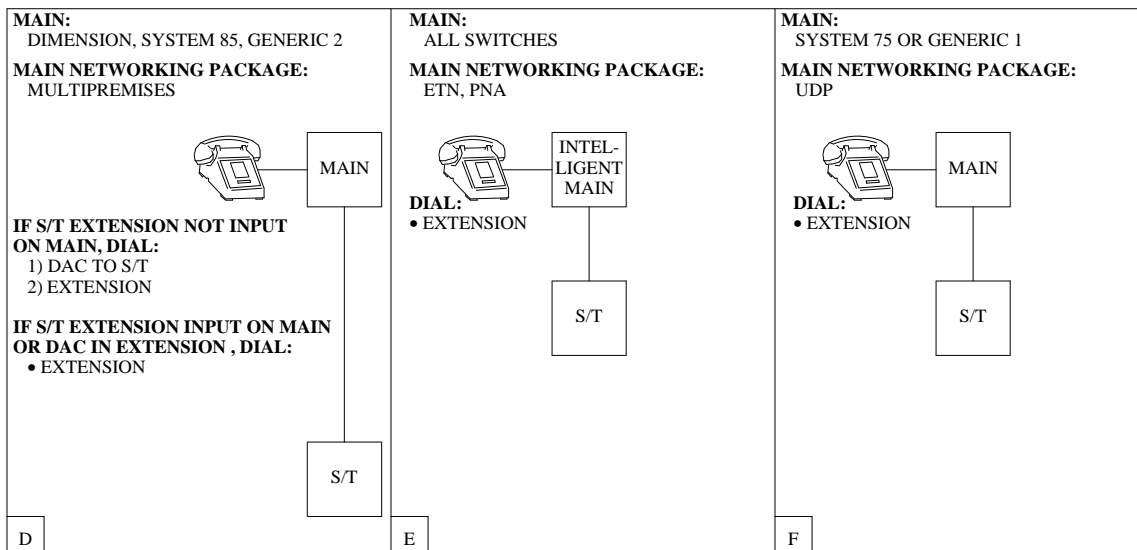 MAIN:
DIMENSION, SYSTEM 85, GENERIC 2
MAIN NETWORKING PACKAGE:
MULTIPREMISES
MAIN
IF S/T EXTENSION NOT INPUT
ON MAIN, DIAL:
1) DAC TO S/T
2) EXTENSION
IF S/T EXTENSION INPUT ON MAIN
OR DAC IN EXTENSION , DIAL:
• EXTENSION
S/T
D
MAIN:
ALL SWITCHES
MAIN NETWORKING PACKAGE:
ETN, PNA
INTEL-
LIGENT
MAIN
DIAL:
• EXTENSION
S/T
E
MAIN:
SYSTEM 75 OR GENERIC 1
MAIN NETWORKING PACKAGE:
UDP
MAIN
DIAL:
• EXTENSION
S/T
F